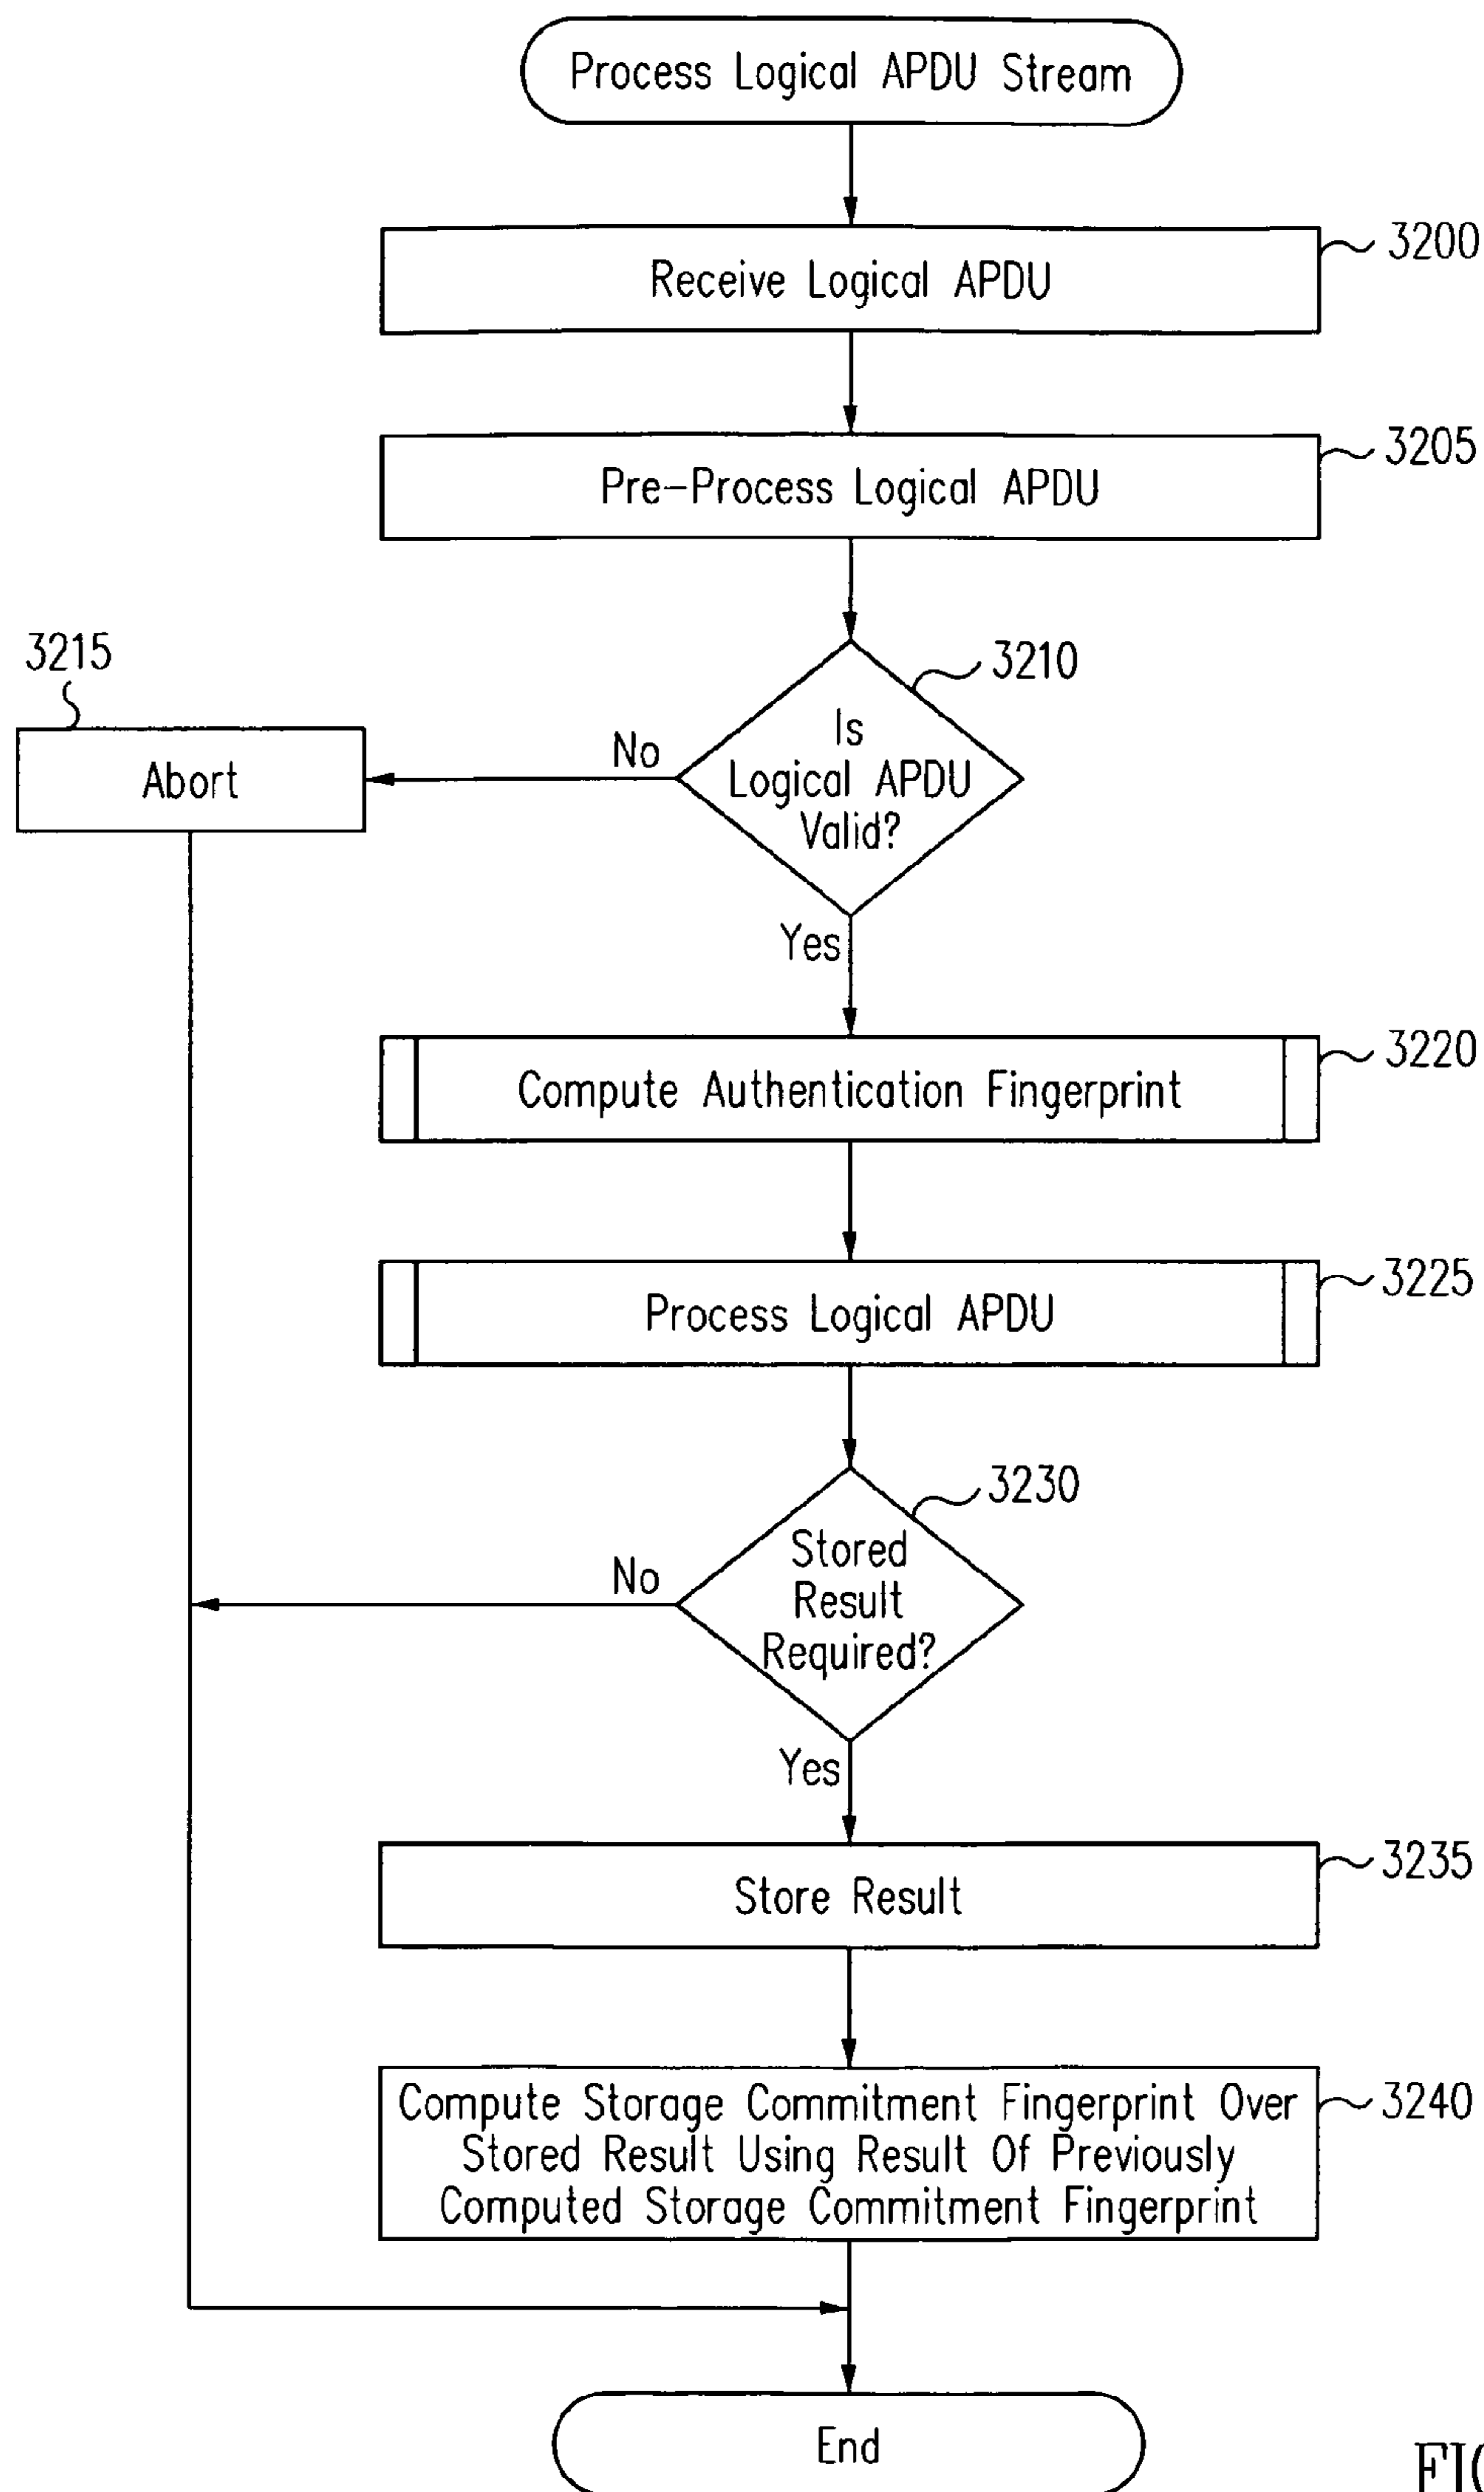 Process Logical APDU Stream
Receive Logical APDU
3200
Pre-Process Logical APDU
3205
3210
Is
Logical APDU
Valid?
No
3215
Abort
Yes
Compute Authentication Fingerprint
3220
Process Logical APDU
3225
3230
Stored
Result
Required?
No
Yes
Store Result
3235
Compute Storage Commitment Fingerprint Over
Stored Result Using Result Of Previously
Computed Storage Commitment Fingerprint
3240
End